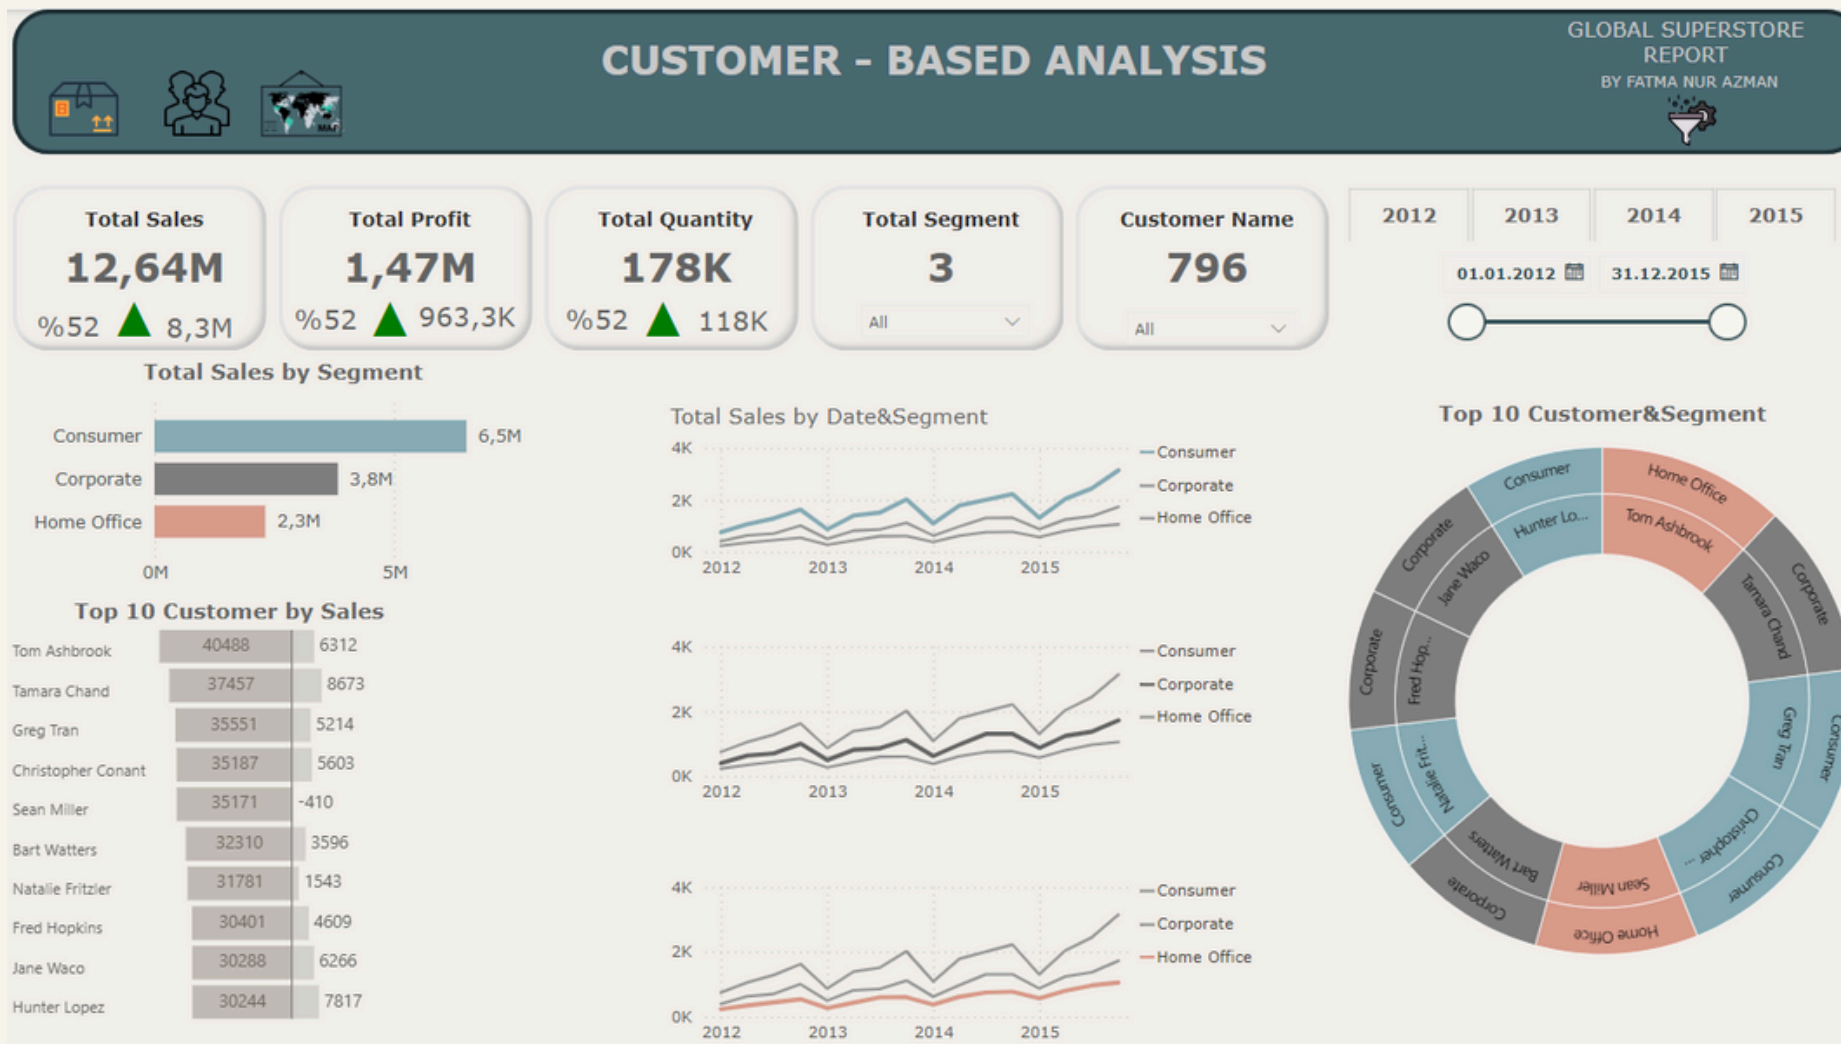 CUSTOMER - BASED ANALYSIS
GLOBAL SUPERSTORE
REPORT
BY FATMA NUR AZMAN
MAP
Total Sales
12,64M
%52 8,3M
Total Profit
1,47M
%52 963,3K
Total Quantity
178K
%52 118K
Total Segment
3
All
Customer Name
796
All
2012 2013 2014 2015
01.01.2012 31.12.2015
Total Sales by Segment
Consumer 6,5M
Corporate 3,8M
Home Office 2,3M
0M 5M
Top 10 Customer by Sales
Tom Ashbrook 40488 6312
Tamara Chand 37457 8673
Greg Tran 35551 5214
Christopher Conant 35187 5603
Sean Miller 35171 -410
Bart Watters 32310 3596
Natalie Fritzler 31781 1543
Fred Hopkins 30401 4609
Jane Waco 30288 6266
Hunter Lopez 30244 7817
Total Sales by Date&Segment
4K
2K
0K
2012 2013 2014 2015
Consumer
Corporate
Home Office
4K
2K
0K
2012 2013 2014 2015
Consumer
Corporate
Home Office
4K
2K
0K
2012 2013 2014 2015
Consumer
Corporate
Home Office
Top 10 Customer&Segment
Home Office
Tom Ashbrook
Corporate
Tamara Chand
Consumer
Greg Tran
Consumer
Christopher ...
Home Office
Sean Miller
Corporate
Bart Watters
Consumer
Natalie Frit...
Corporate
Fred Hop...
Corporate
Jane Waco
Consumer
Hunter Lo...